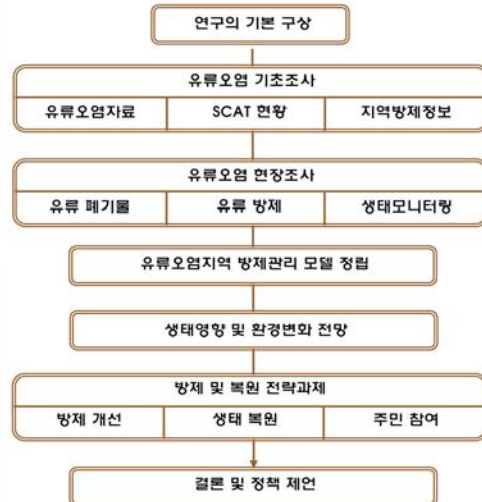 연구의 기본 구상
유류오염 기초조사
유류오염자료 SCAT 현황 지역방제정보
유류오염 현장조사
유류 폐기물 유류 방제 생태모니터링
유류오염지역 방제관리 모델 정립
생태영향 및 환경변화 전망
방제 및 복원 전략과제
방제 개선 생태 복원 주민 참여
결론 및 정책 제언